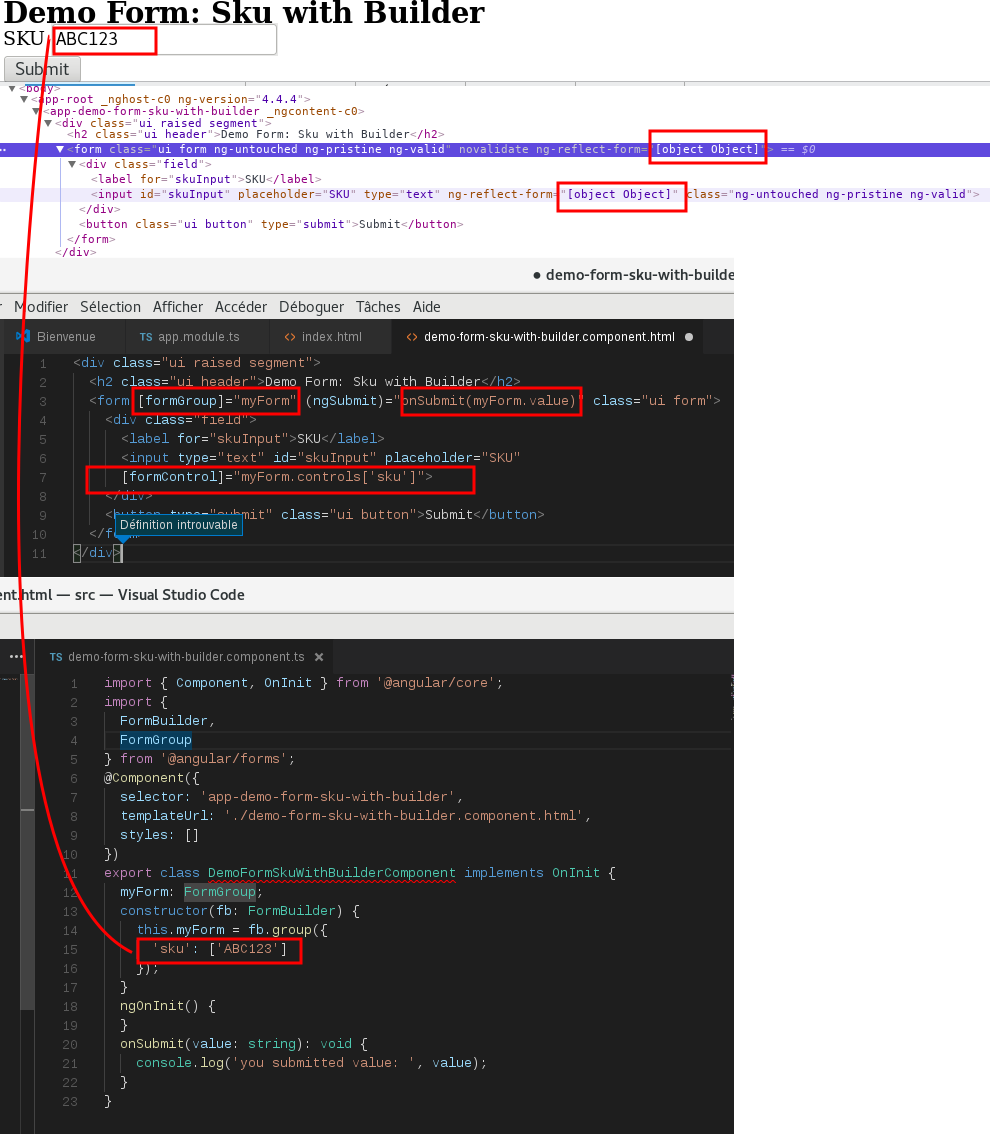 Demo Form: Sku with Builder
SKU ABC123
Submit
<body>
<app-root _nghost-c0 ng-version="4.4.4">
<app-demo-form-sku-with-builder _ngcontent-c0>
<div class="ui raised segment">
<h2 class="ui header">Demo Form: Sku with Builder</h2>
<form class="ui form ng-untouched ng-pristine ng-valid" novalidate ng-reflect-form="[object Object]"> == $0
<div class="field">
<label for="skuInput">SKU</label>
<input id="skuInput" placeholder="SKU" type="text" ng-reflect-form="[object Object]" class="ng-untouched ng-pristine ng-valid">
</div>
<button class="ui button" type="submit">Submit</button>
</form>
</div>
● demo-form-sku-with-builde
Modifier Sélection Afficher Accéder Déboguer Tâches Aide
Bienvenue TS app.module.ts <> index.html <> demo-form-sku-with-builder.component.html ●
1 <div class="ui raised segment">
2 <h2 class="ui header">Demo Form: Sku with Builder</h2>
3 <form [formGroup]="myForm" (ngSubmit)="onSubmit(myForm.value)" class="ui form">
4 <div class="field">
5 <label for="skuInput">SKU</label>
6 <input type="text" id="skuInput" placeholder="SKU"
7 [formControl]="myForm.controls['sku']">
8 </div>
9 <button type="submit" class="ui button">Submit</button>
Définition introuvable
10 </form>
11 </div>
ent.html — src — Visual Studio Code
••• TS demo-form-sku-with-builder.component.ts ×
1 import { Component, OnInit } from '@angular/core';
2 import {
3 FormBuilder,
4 FormGroup
5 } from '@angular/forms';
6 @Component({
7 selector: 'app-demo-form-sku-with-builder',
8 templateUrl: './demo-form-sku-with-builder.component.html',
9 styles: []
10 })
11 export class DemoFormSkuWithBuilderComponent implements OnInit {
12 myForm: FormGroup;
13 constructor(fb: FormBuilder) {
14 this.myForm = fb.group({
15 'sku': ['ABC123']
16 });
17 }
18 ngOnInit() {
19 }
20 onSubmit(value: string): void {
21 console.log('you submitted value: ', value);
22 }
23 }